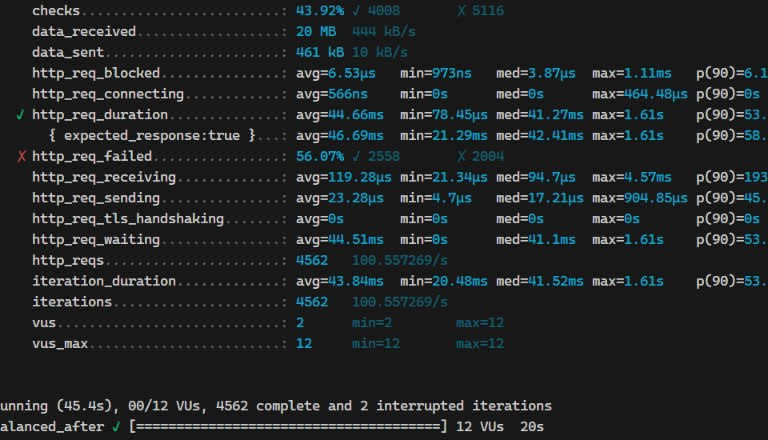 checks.........................: 43.92% ✓ 4008 ✗ 5116
data_received..................: 20 MB 444 kB/s
data_sent......................: 461 kB 10 kB/s
http_req_blocked...............: avg=6.53µs min=973ns med=3.87µs max=1.11ms p(90)=6.1
http_req_connecting............: avg=566ns min=0s med=0s max=464.48µs p(90)=0s
✓ http_req_duration..............: avg=44.66ms min=78.45µs med=41.27ms max=1.61s p(90)=53.
{ expected_response:true }...: avg=46.69ms min=21.29ms med=42.41ms max=1.61s p(90)=58.
✗ http_req_failed................: 56.07% ✓ 2558 ✗ 2004
http_req_receiving.............: avg=119.28µs min=21.34µs med=94.7µs max=4.57ms p(90)=193
http_req_sending...............: avg=23.28µs min=4.7µs med=17.21µs max=904.85µs p(90)=45.
http_req_tls_handshaking.......: avg=0s min=0s med=0s max=0s p(90)=0s
http_req_waiting...............: avg=44.51ms min=0s med=41.1ms max=1.61s p(90)=53.
http_reqs......................: 4562 100.557269/s
iteration_duration.............: avg=43.84ms min=20.48ms med=41.52ms max=1.61s p(90)=53.
iterations.....................: 4562 100.557269/s
vus............................: 2 min=2 max=12
vus_max........................: 12 min=12 max=12
unning (45.4s), 00/12 VUs, 4562 complete and 2 interrupted iterations
alanced_after ✓ [======================================] 12 VUs 20s